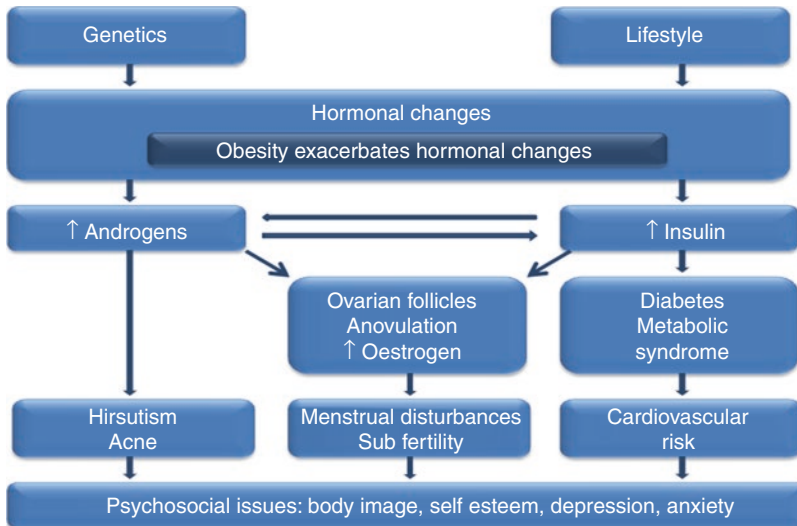 Genetics
Lifestyle
Hormonal changes
Obesity exacerbates hormonal changes
↑ Androgens
↑ Insulin
Ovarian follicles
Anovulation
↑ Oestrogen
Diabetes
Metabolic
syndrome
Hirsutism
Acne
Menstrual disturbances
Sub fertility
Cardiovascular
risk
Psychosocial issues: body image, self esteem, depression, anxiety